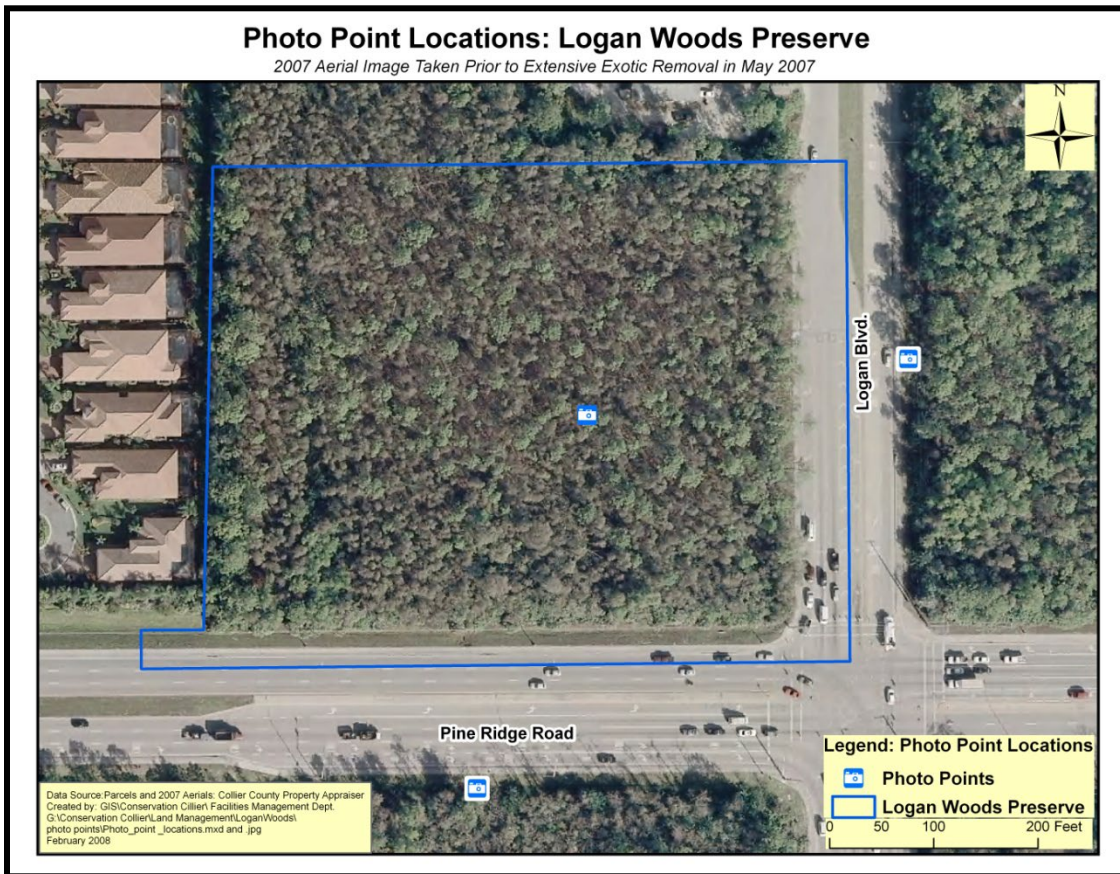 Photo Point Locations: Logan Woods Preserve
2007 Aerial Image Taken Prior to Extensive Exotic Removal in May 2007
N
Logan Blvd.
Pine Ridge Road
Legend: Photo Point Locations
Photo Points
Logan Woods Preserve
0 50 100 200 Feet
Data Source:Parcels and 2007 Aerials: Collier County Property Appraiser
Created by: GIS\Conservation Cillier\ Facilities Management Dept.
G:\Conservation Collier\Land Management\LoganWoods\
photo points\Photo_point _locations.mxd and .jpg
February 2008